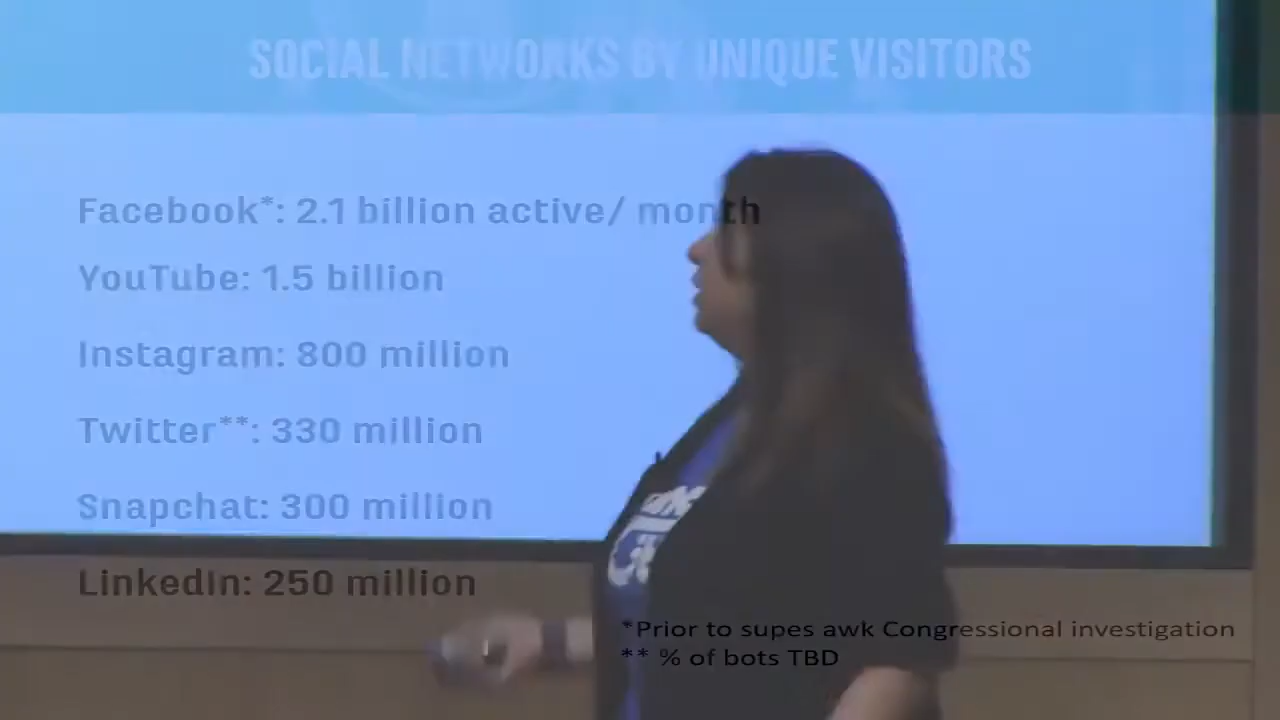 SOCIAL NETWORKS BY UNIQUE VISITORS
Facebook*: 2.1 billion active/ month
YouTube: 1.5 billion
Instagram: 800 million
Twitter**: 330 million
Snapchat: 300 million
LinkedIn: 250 million
*Prior to supes awk Congressional investigation
** % of bots TBD